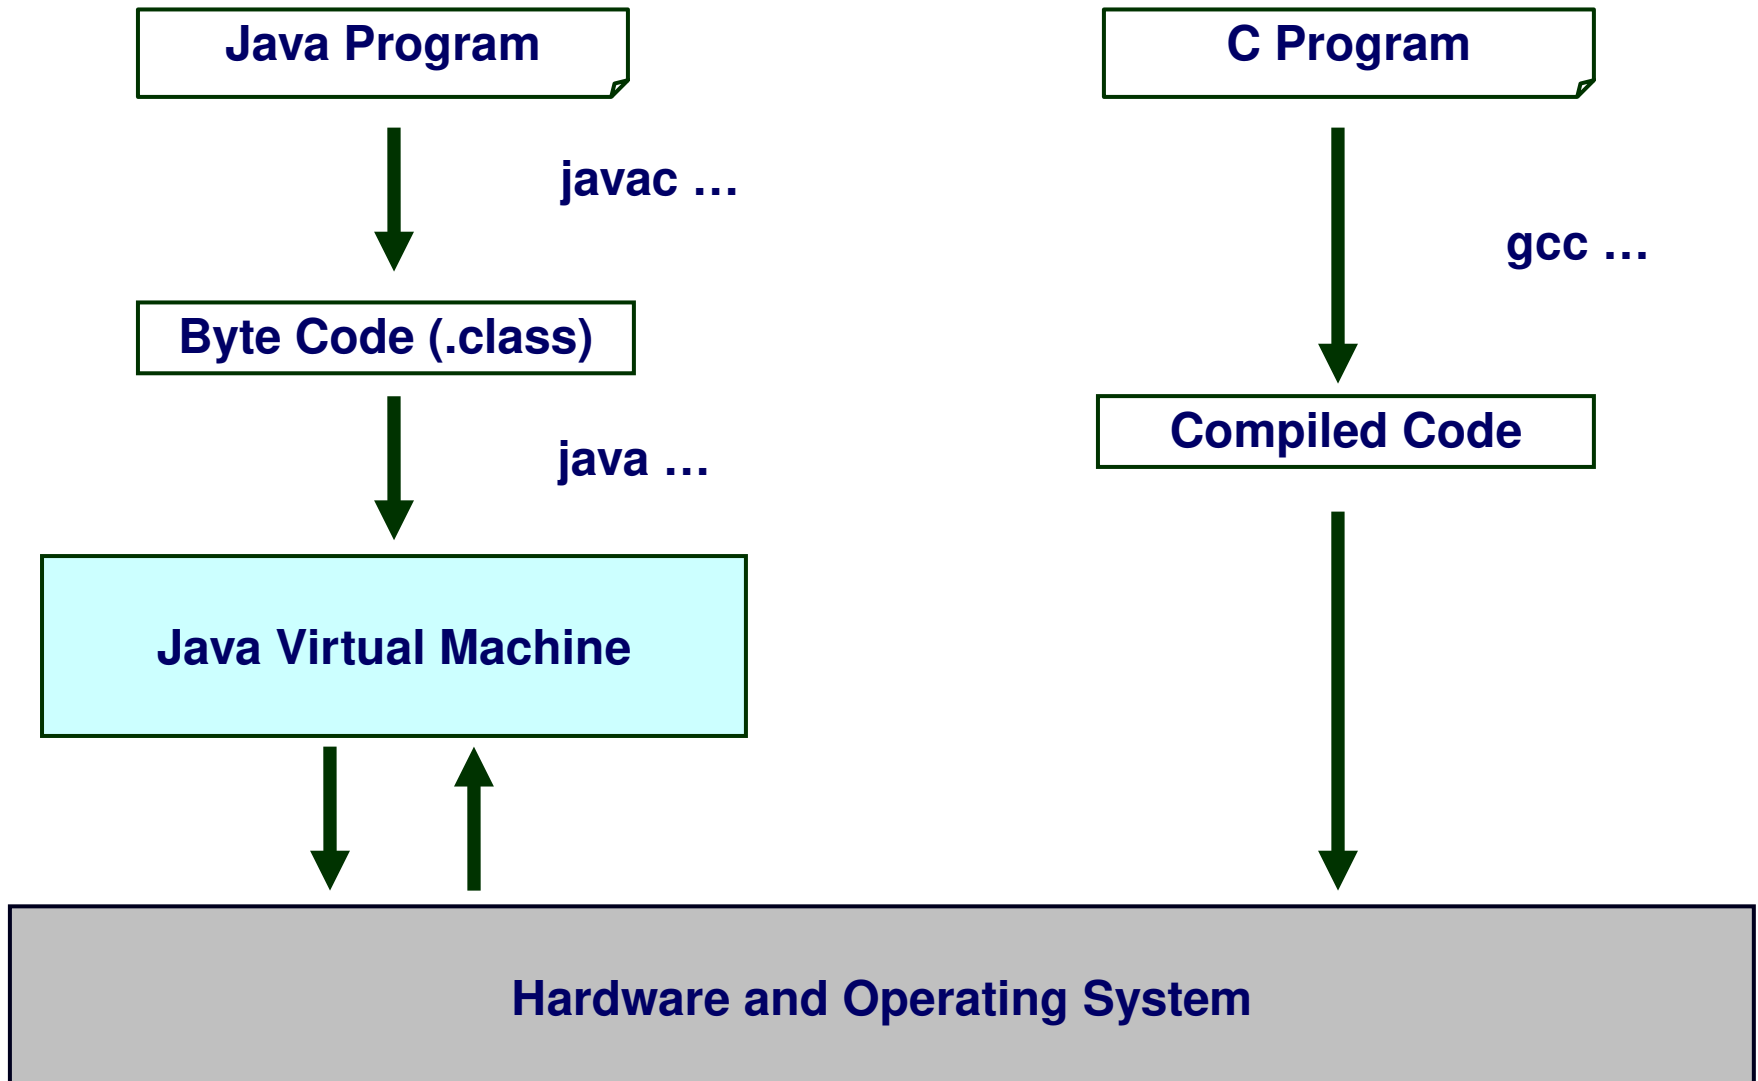 Java Program
javac …
Byte Code (.class)
java …
Java Virtual Machine
C Program
gcc …
Compiled Code
Hardware and Operating System